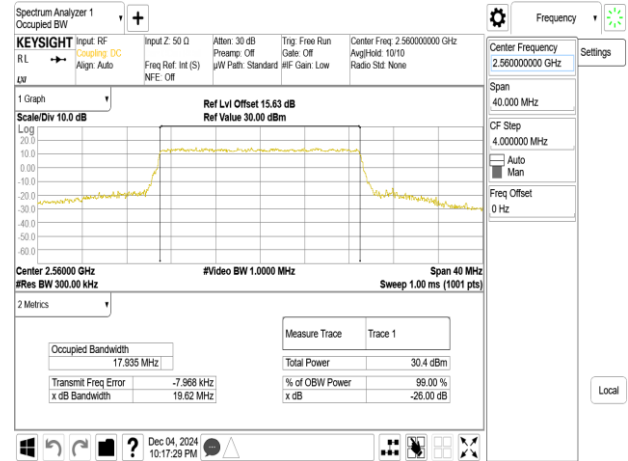 Spectrum Analyzer 1
Occupied BW
Frequency
KEYSIGHT
RL
LXI
Input: RF
Coupling: DC
Align: Auto
Input Z: 50 Ω
Freq Ref: Int (S)
NFE: Off
Atten: 30 dB
Preamp: Off
µW Path: Standard
Trig: Free Run
Gate: Off
#IF Gain: Low
Center Freq: 2.560000000 GHz
Avg|Hold: 10/10
Radio Std: None
Center Frequency
2.560000000 GHz
Settings
Span
40.000 MHz
CF Step
4.000000 MHz
Auto
Man
Freq Offset
0 Hz
Local
1 Graph
Scale/Div 10.0 dB
Ref Lvl Offset 15.63 dB
Ref Value 30.00 dBm
Log
20.0
10.0
0.00
-10.0
-20.0
-30.0
-40.0
-50.0
-60.0
Center 2.56000 GHz
#Res BW 300.00 kHz
#Video BW 1.0000 MHz
Span 40 MHz
Sweep 1.00 ms (1001 pts)
2 Metrics
Measure Trace Trace 1
Occupied Bandwidth
17.935 MHz
Total Power 30.4 dBm
Transmit Freq Error -7.968 kHz
% of OBW Power 99.00 %
x dB Bandwidth 19.62 MHz
x dB -26.00 dB
?
Dec 04, 2024
10:17:29 PM